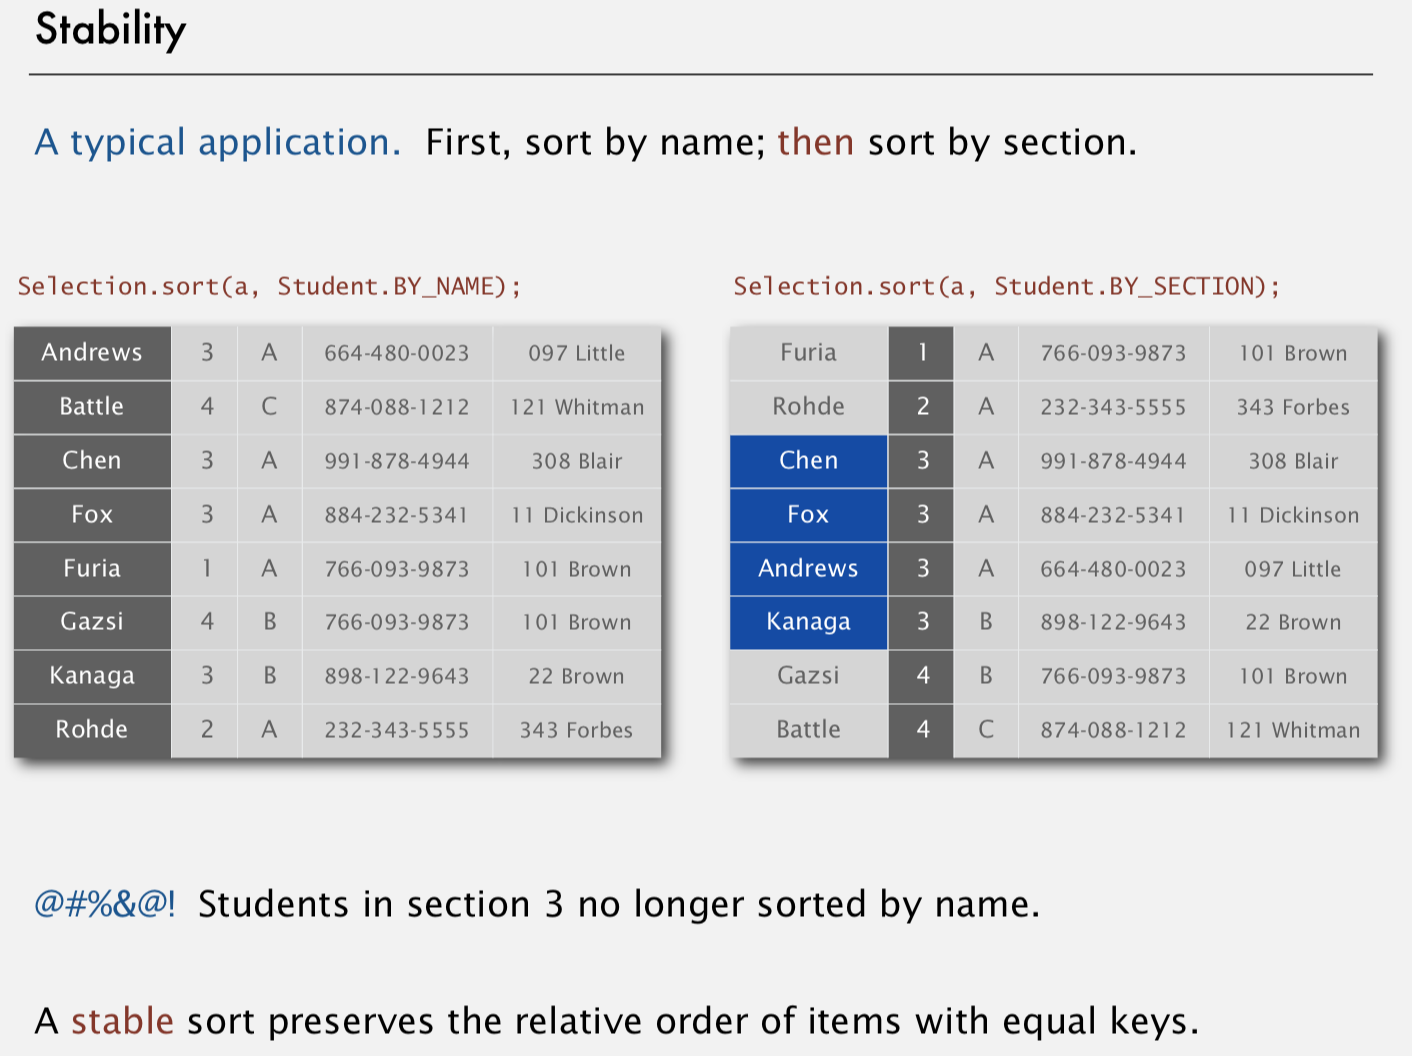 Stability
A typical application. First, sort by name; then sort by section.
Selection.sort(a, Student.BY_NAME);
Andrews 3 A 664-480-0023 097 Little
Battle 4 C 874-088-1212 121 Whitman
Chen 3 A 991-878-4944 308 Blair
Fox 3 A 884-232-5341 11 Dickinson
Furia 1 A 766-093-9873 101 Brown
Gazsi 4 B 766-093-9873 101 Brown
Kanaga 3 B 898-122-9643 22 Brown
Rohde 2 A 232-343-5555 343 Forbes
Selection.sort(a, Student.BY_SECTION);
Furia 1 A 766-093-9873 101 Brown
Rohde 2 A 232-343-5555 343 Forbes
Chen 3 A 991-878-4944 308 Blair
Fox 3 A 884-232-5341 11 Dickinson
Andrews 3 A 664-480-0023 097 Little
Kanaga 3 B 898-122-9643 22 Brown
Gazsi 4 B 766-093-9873 101 Brown
Battle 4 C 874-088-1212 121 Whitman
@#%&@! Students in section 3 no longer sorted by name.
A stable sort preserves the relative order of items with equal keys.